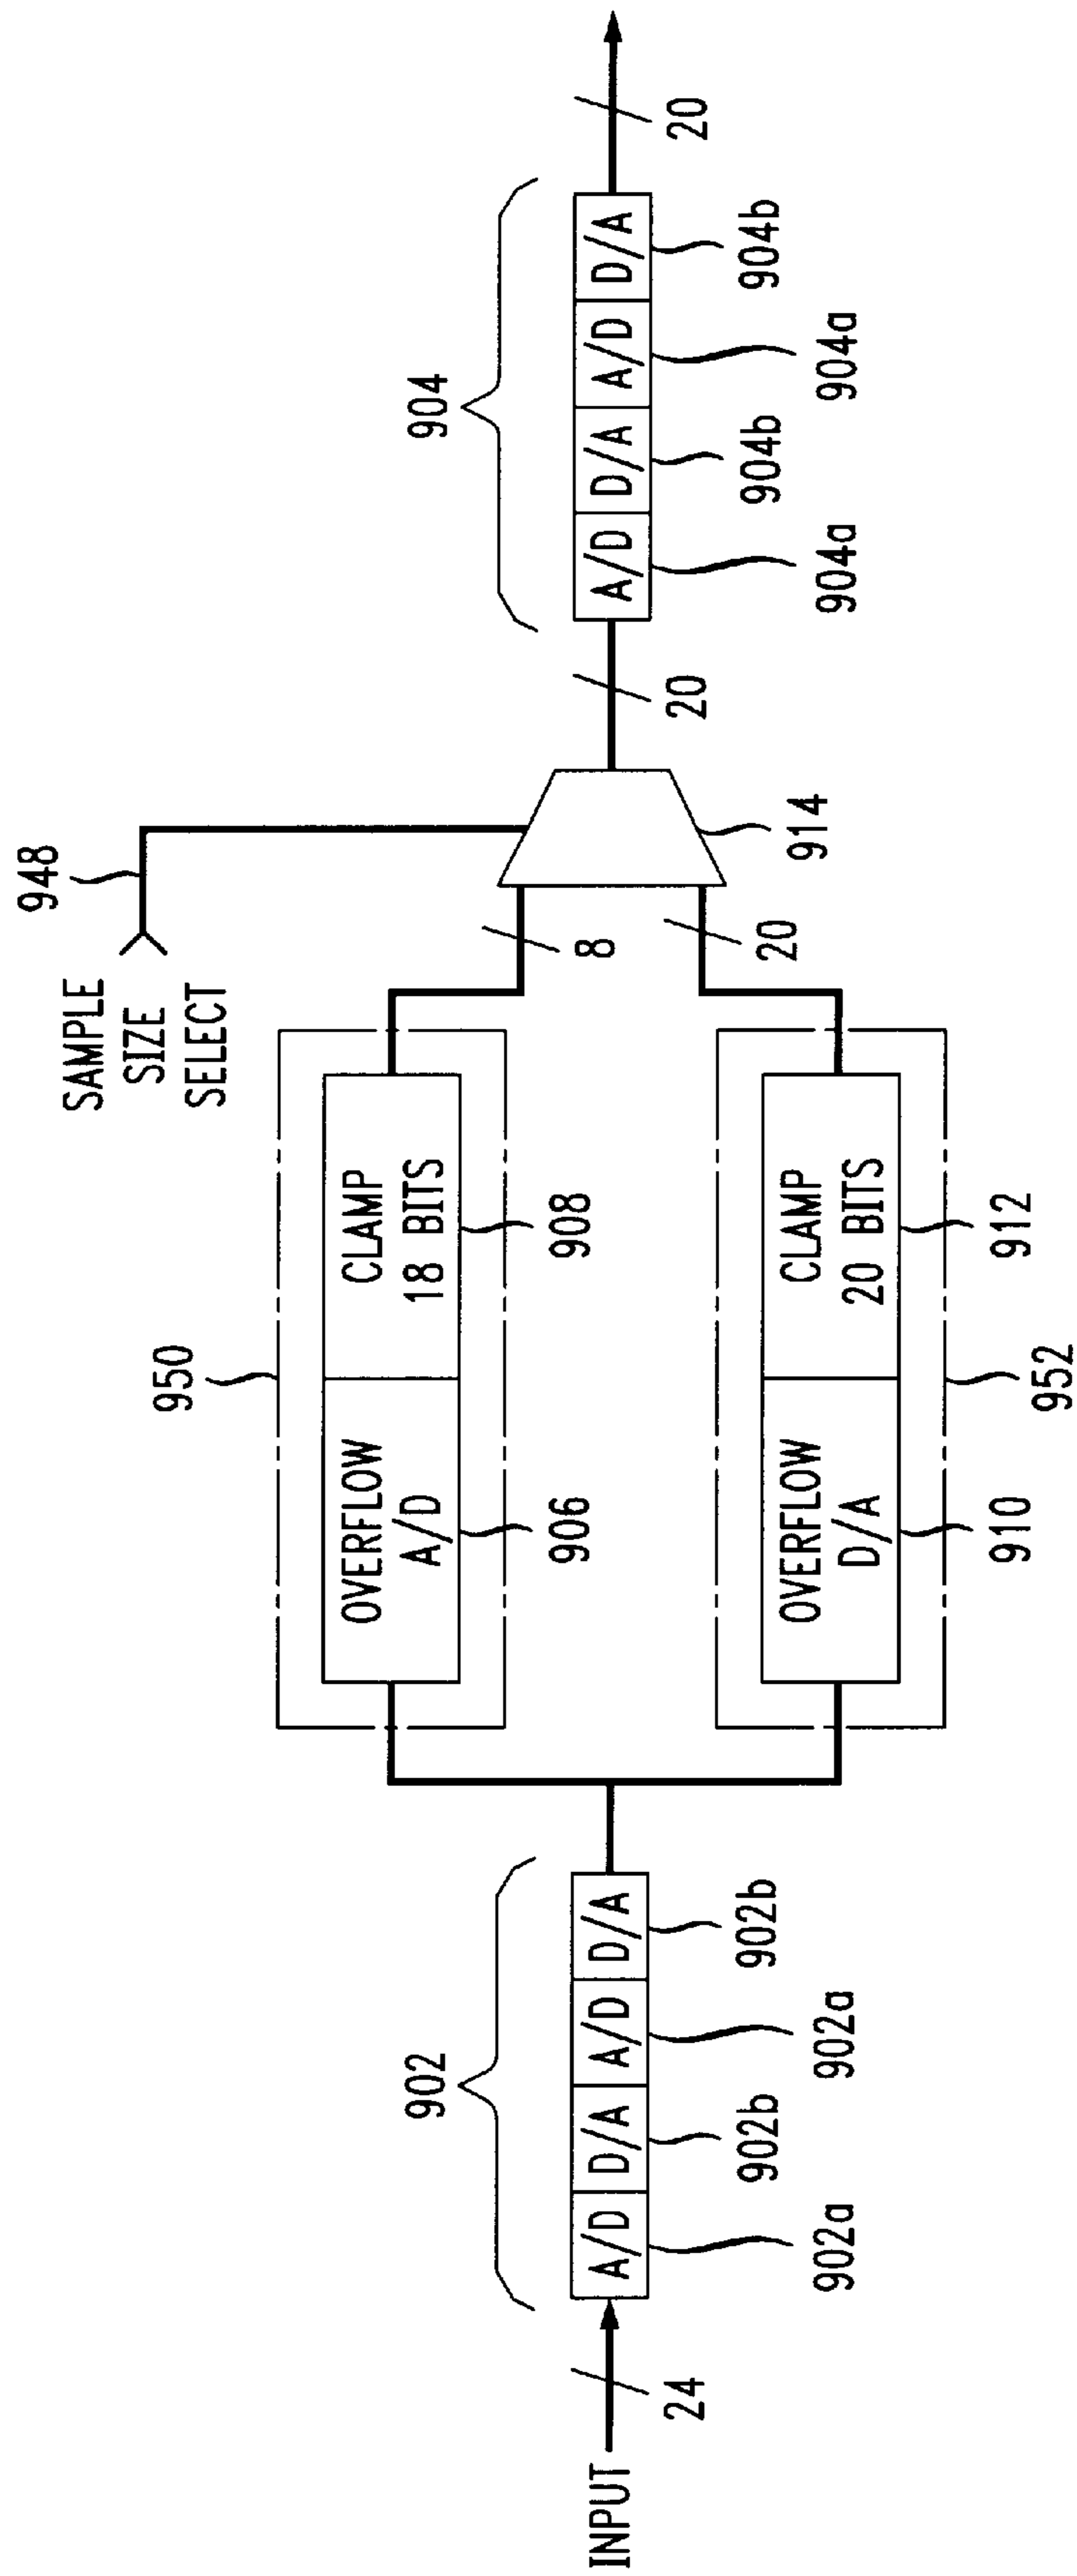 INPUT
24
902
A/D D/A A/D D/A
902a
902b
902a
902b
950
OVERFLOW
A/D
CLAMP
18 BITS
906
908
OVERFLOW
D/A
CLAMP
20 BITS
910
912
952
SAMPLE
SIZE
SELECT
948
8
20
914
20
904
A/D D/A A/D D/A
904a
904b
904a
904b
20